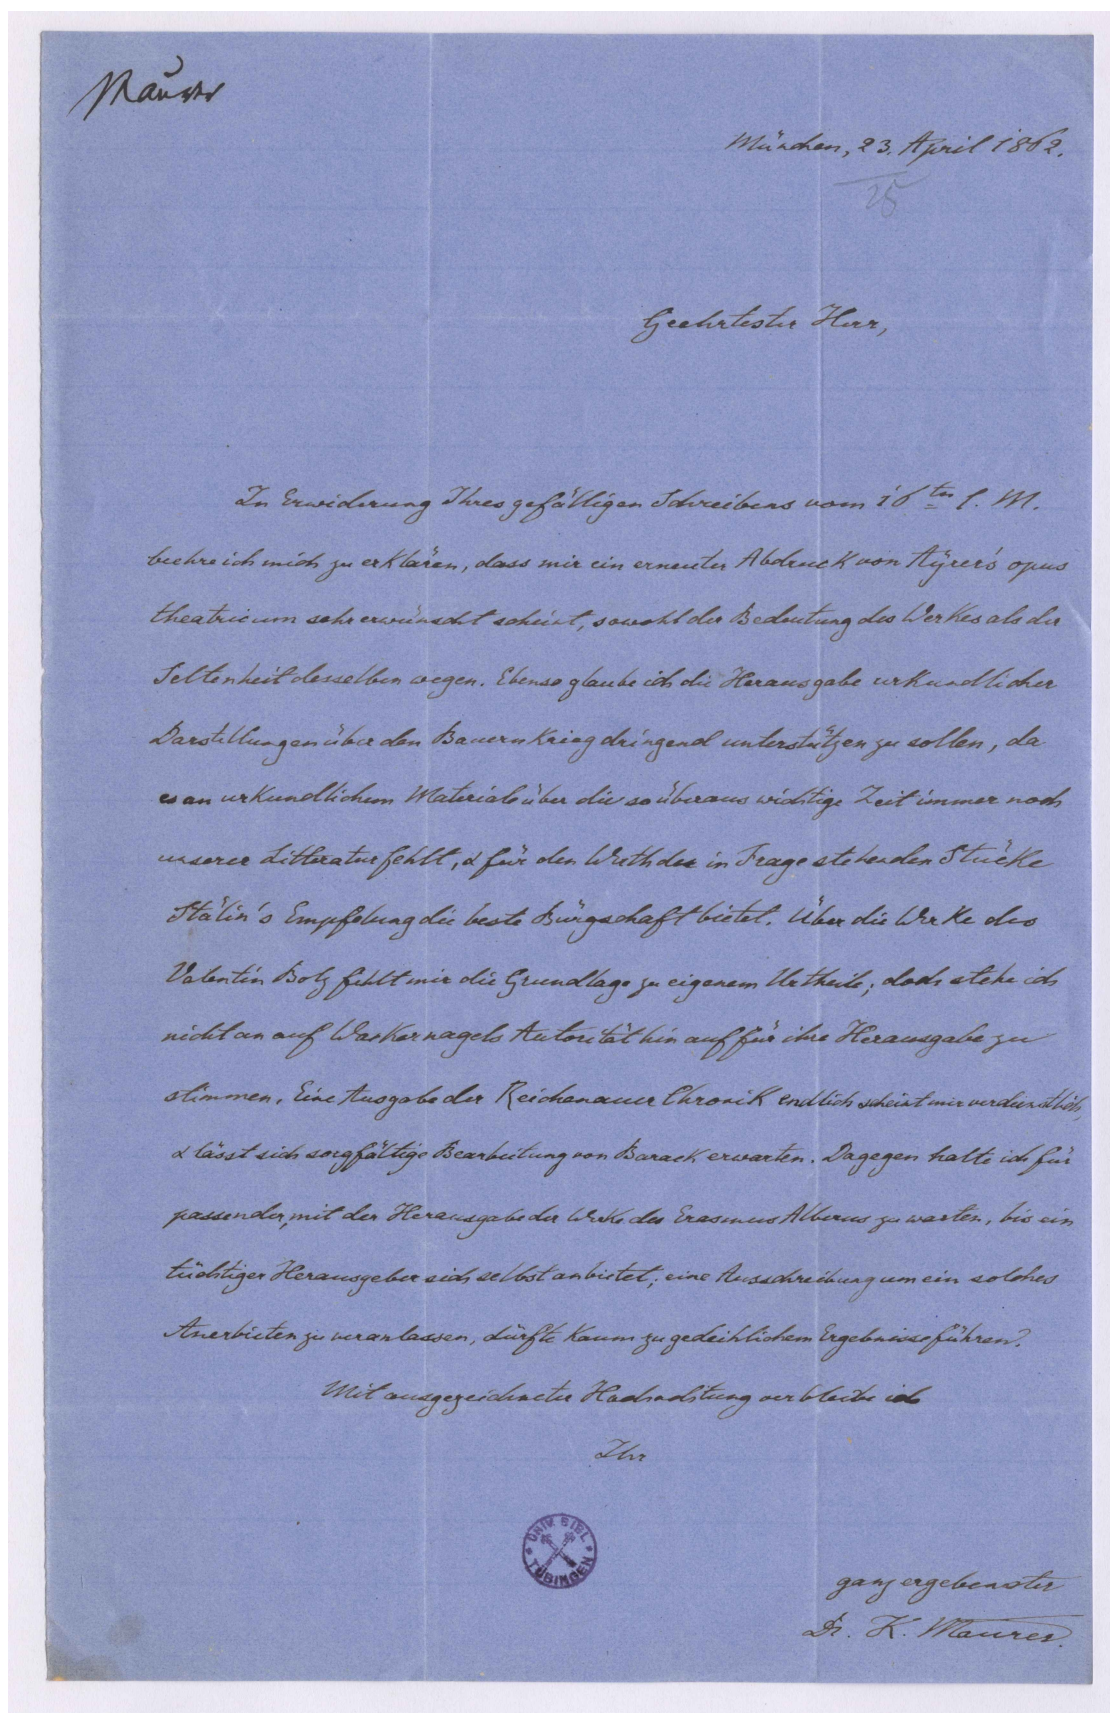 Maurer
München, 23. April 1862.
25
Geehrtester Herr,
In Erwiderung Ihres gefälligen Schreibens vom 16ten l. M.
beehre ich mich zu erklären, dass mir ein erneuter Abdruck von Aÿrer's opus
theatricum sehr erwünscht scheint, sowohl der Bedeutung des Werkes als der
Seltenheit desselben wegen. Ebenso glaube ich die Herausgabe urkundlicher
Darstellungen über den Bauernkrieg dringend unterstützen zu sollen, da
es an urkundlichem Materiale über die so überaus wichtige Zeit immer noch
unserer Litteratur fehlt, & für den Werth der in Frage stehenden Stücke
Stälin's Empfelung die beste Bürgschaft bietet. Über die Werke des
Valentin Bolz fehlt mir die Grundlage zu eigenem Urtheile; doch stehe ich
nicht an auf Wackernagels Autorität hin auf für ihre Herausgabe zu
stimmen. Eine Ausgabe der Reichenauer Chronik endlich scheint mir verdienstlich,
& lässt sich sorgfältige Bearbeitung von Barack erwarten. Dagegen halte ich für
passender, mit der Herausgabe der Werke des Erasmus Alberus zu warten, bis ein
tüchtiger Herausgeber sich selbst anbietet; eine Ausschreibung um ein solches
Anerbieten zu veranlassen, dürfte kaum zu gedeihlichem Ergebnisse führen.
Mit ausgezeichneter Hochachtung verbleibe ich
Ihr
UNIV. BIBL.
TÜBINGEN
ganz ergebenster
Dr. K. Maurer.